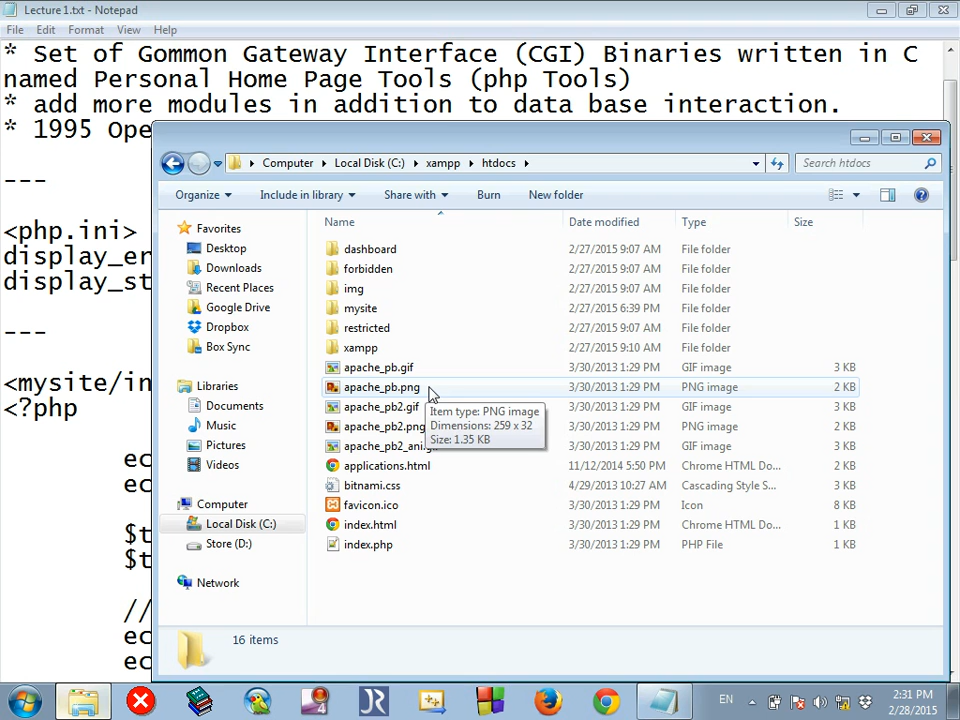 Lecture 1.txt - Notepad
File Edit Format View Help
* Set of Gommon Gateway Interface (CGI) Binaries written in C
named Personal Home Page Tools (php Tools)
* add more modules in addition to data base interaction.
* 1995 Ope
---
<php.ini>
display_er
display_st
---
<mysite/in
<?php
ec
ec
$t
$t
//
ec
ec
Computer Local Disk (C:) xampp htdocs
Search htdocs
Organize Include in library Share with Burn New folder
Favorites
Desktop
Downloads
Recent Places
Google Drive
Dropbox
Box Sync
Libraries
Documents
Music
Pictures
Videos
Computer
Local Disk (C:)
Store (D:)
Network
Name Date modified Type Size
dashboard 2/27/2015 9:07 AM File folder
forbidden 2/27/2015 9:07 AM File folder
img 2/27/2015 9:07 AM File folder
mysite 2/27/2015 6:39 PM File folder
restricted 2/27/2015 9:07 AM File folder
xampp 2/27/2015 9:10 AM File folder
apache_pb.gif 3/30/2013 1:29 PM GIF image 3 KB
apache_pb.png 3/30/2013 1:29 PM PNG image 2 KB
apache_pb2.gif 3/30/2013 1:29 PM GIF image 3 KB
apache_pb2.png 3/30/2013 1:29 PM PNG image 2 KB
apache_pb2_ani.gif 3/30/2013 1:29 PM GIF image 3 KB
applications.html 11/12/2014 5:50 PM Chrome HTML Do... 2 KB
bitnami.css 4/29/2013 10:27 AM Cascading Style S... 1 KB
favicon.ico 3/30/2013 1:29 PM Icon 8 KB
index.html 3/30/2013 1:29 PM Chrome HTML Do... 1 KB
index.php 3/30/2013 1:29 PM PHP File 1 KB
Item type: PNG image
Dimensions: 259 x 32
Size: 1.35 KB
16 items
EN
2:31 PM
2/28/2015